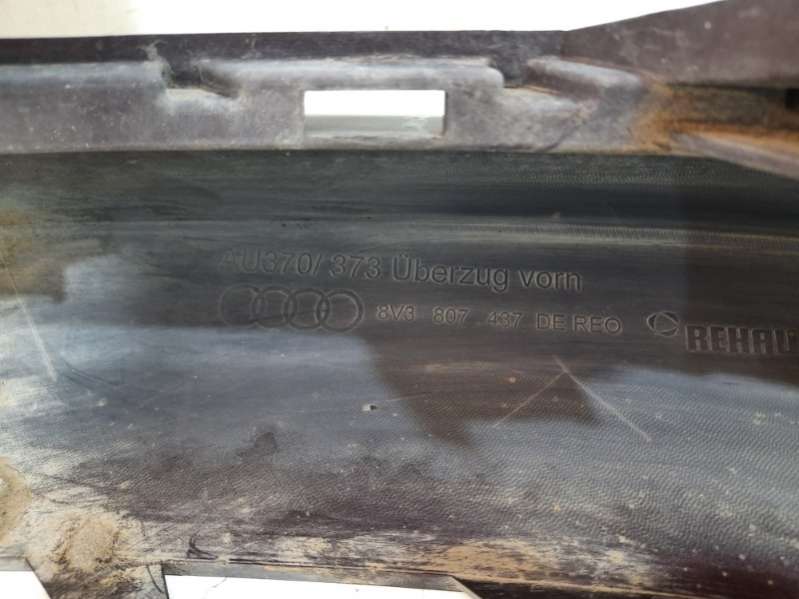 AU370/ 373 Überzug vorn
8V3 807 437 DE REO
REHAU